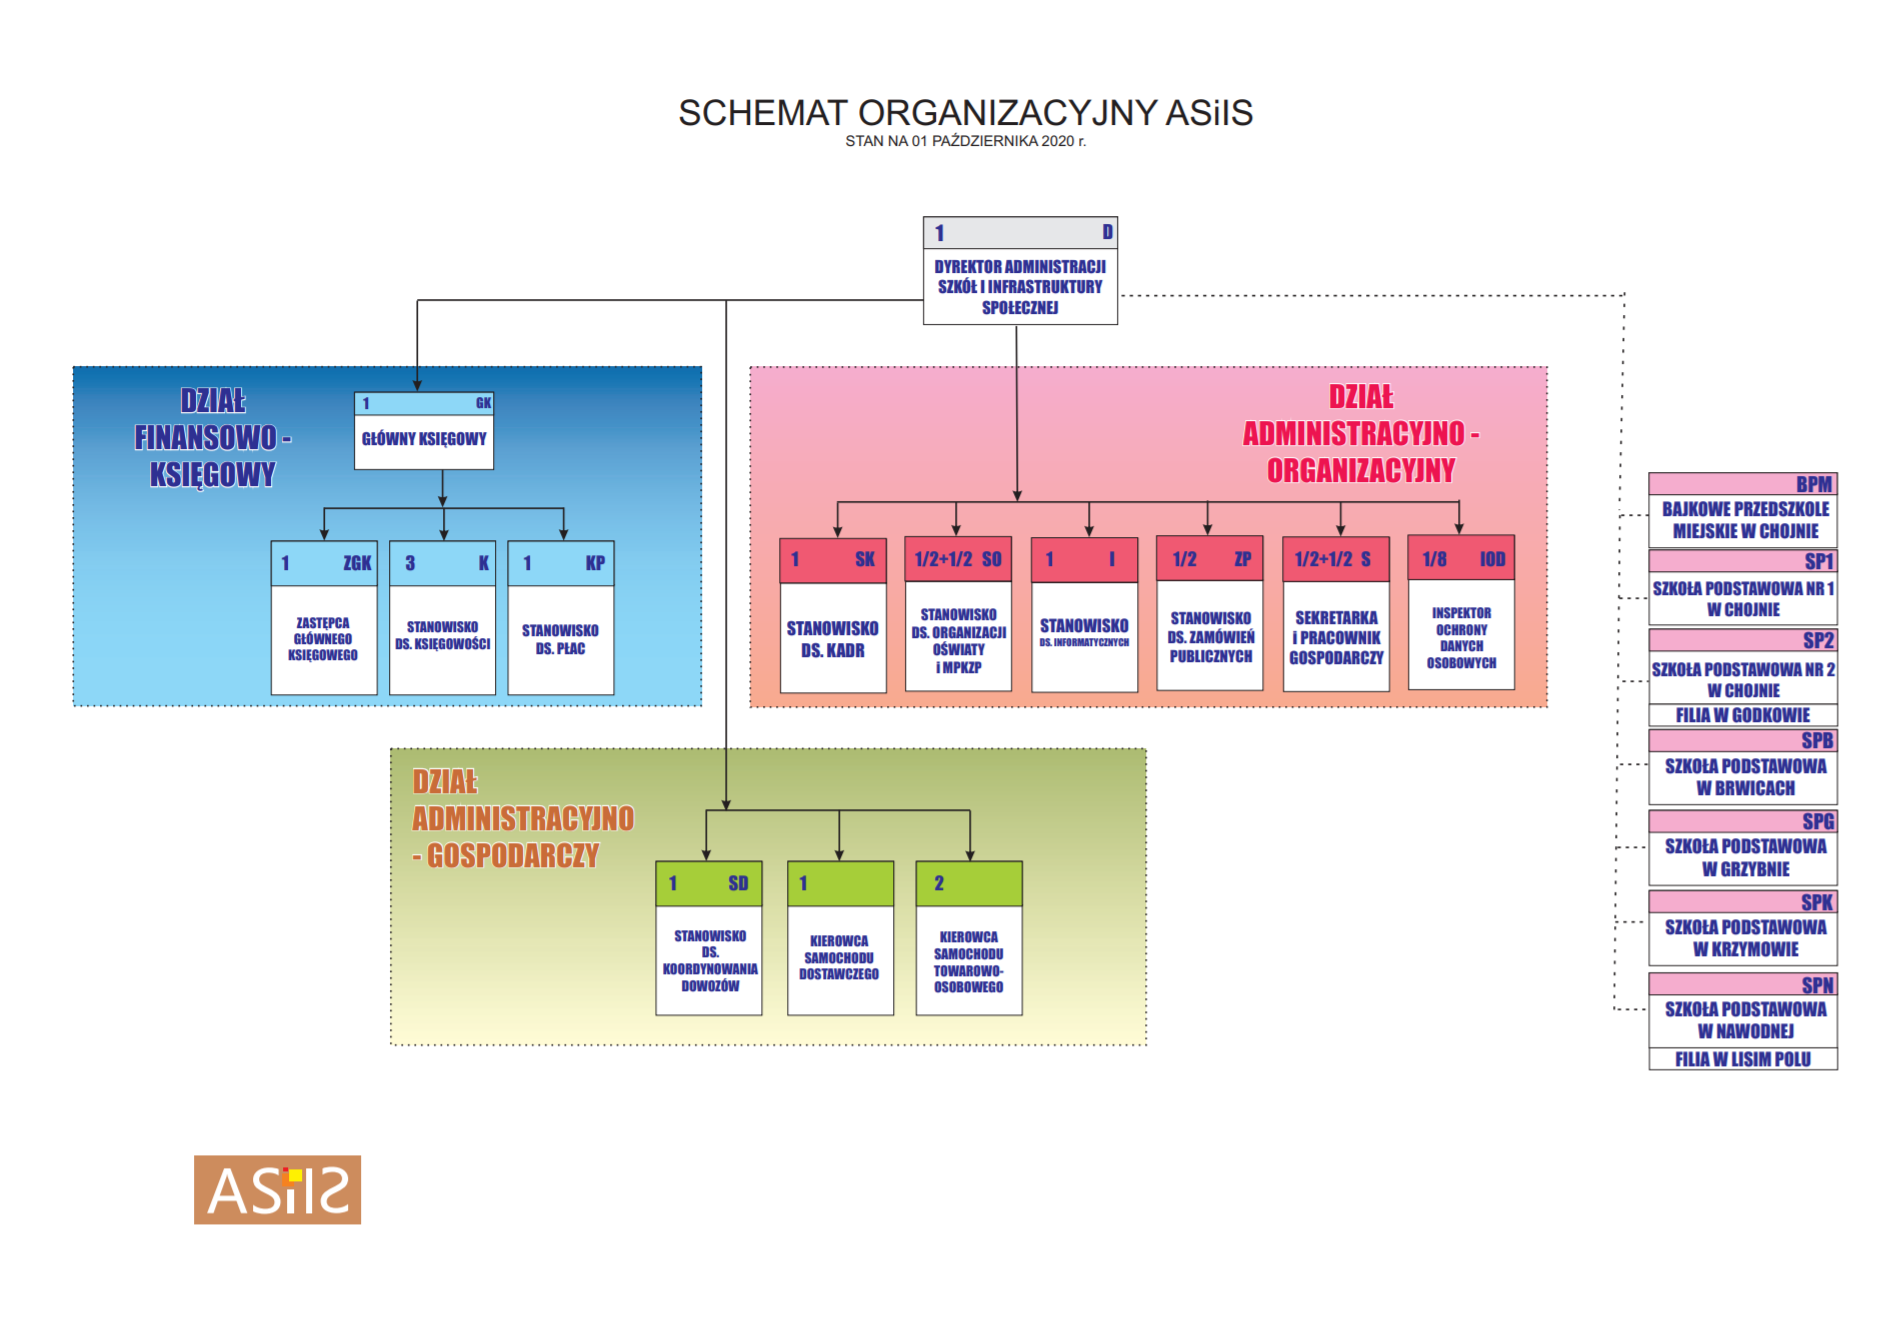 SCHEMAT ORGANIZACYJNY ASiIS
STAN NA 01 PAŹDZIERNIKA 2020 r.
1 D
DYREKTOR ADMINISTRACJI
SZKÓŁ I INFRASTRUKTURY
SPOŁECZNEJ
DZIAŁ
FINANSOWO -
KSIĘGOWY
1 GK
GŁÓWNY KSIĘGOWY
1 ZGK
ZASTĘPCA
GŁÓWNEGO
KSIĘGOWEGO
3 K
STANOWISKO
DS. KSIĘGOWOŚCI
1 KP
STANOWISKO
DS. PŁAC
DZIAŁ
ADMINISTRACYJNO -
ORGANIZACYJNY
1 SK
STANOWISKO
DS. KADR
1/2+1/2 SO
STANOWISKO
DS. ORGANIZACJI
OŚWIATY
i MPKZP
1 I
STANOWISKO
DS. INFORMATYCZNYCH
1/2 ZP
STANOWISKO
DS. ZAMÓWIEŃ
PUBLICZNYCH
1/2+1/2 S
SEKRETARKA
i PRACOWNIK
GOSPODARCZY
1/8 IOD
INSPEKTOR
OCHRONY
DANYCH
OSOBOWYCH
DZIAŁ
ADMINISTRACYJNO
- GOSPODARCZY
1 SD
STANOWISKO
DS.
KOORDYNOWANIA
DOWOZÓW
1
KIEROWCA
SAMOCHODU
DOSTAWCZEGO
2
KIEROWCA
SAMOCHODU
TOWAROWO-
OSOBOWEGO
BPM
BAJKOWE PRZEDSZKOLE
MIEJSKIE W CHOJNIE
SP1
SZKOŁA PODSTAWOWA NR 1
W CHOJNIE
SP2
SZKOŁA PODSTAWOWA NR 2
W CHOJNIE
FILIA W GODKOWIE
SPB
SZKOŁA PODSTAWOWA
W BRWICACH
SPG
SZKOŁA PODSTAWOWA
W GRZYBNIE
SPK
SZKOŁA PODSTAWOWA
W KRZYMOWIE
SPN
SZKOŁA PODSTAWOWA
W NAWODNEJ
FILIA W LISIM POLU
ASiIS